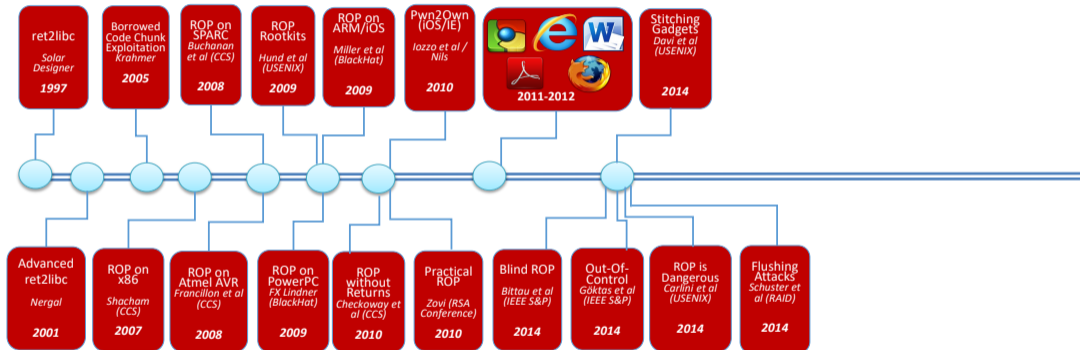 ret2libc
Solar
Designer
1997
Borrowed
Code Chunk
Exploitation
Krahmer
2005
ROP on
SPARC
Buchanan
et al (CCS)
2008
ROP
Rootkits
Hund et al
(USENIX)
2009
ROP on
ARM/iOS
Miller et al
(BlackHat)
2009
Pwn2Own
(iOS/IE)
Iozzo et al /
Nils
2010
W
2011-2012
Stitching
Gadgets
Davi et al
(USENIX)
2014
Advanced
ret2libc
Nergal
2001
ROP on
x86
Shacham
(CCS)
2007
ROP on
Atmel AVR
Francillon et al
(CCS)
2008
ROP on
PowerPC
FX Lindner
(BlackHat)
2009
ROP
without
Returns
Checkoway et
al (CCS)
2010
Practical
ROP
Zovi (RSA
Conference)
2010
Blind ROP
Bittau et al
(IEEE S&P)
2014
Out-Of-
Control
Göktas et al
(IEEE S&P)
2014
ROP is
Dangerous
Carlini et al
(USENIX)
2014
Flushing
Attacks
Schuster et
al (RAID)
2014